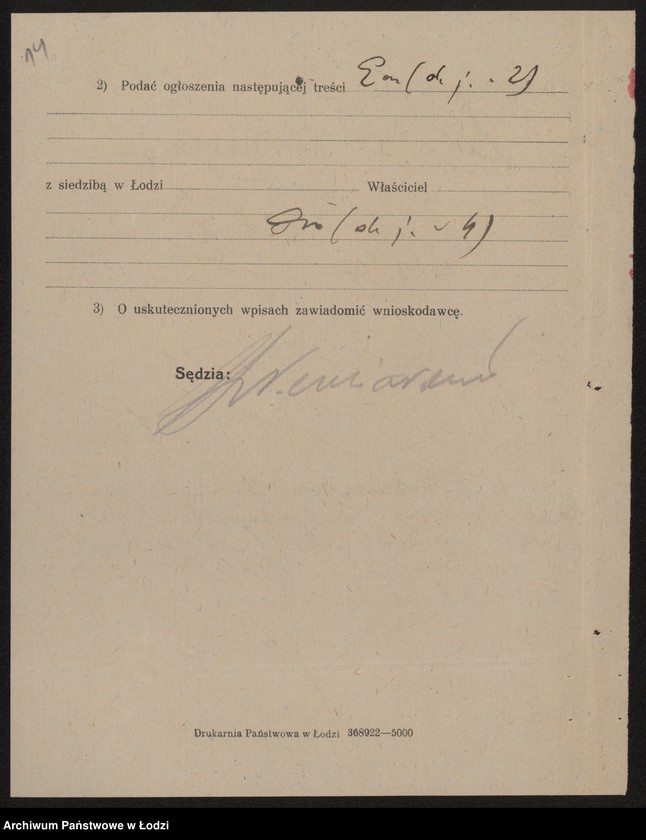 14
2) Podać ogłoszenia następującej treści
z siedzibą w Łodzi Właściciel
3) O uskutecznionych wpisach zawiadomić wnioskodawcę.
Sędzia:
Drukarnia Państwowa w Łodzi 368922—5000
Archiwum Państwowe w Łodzi